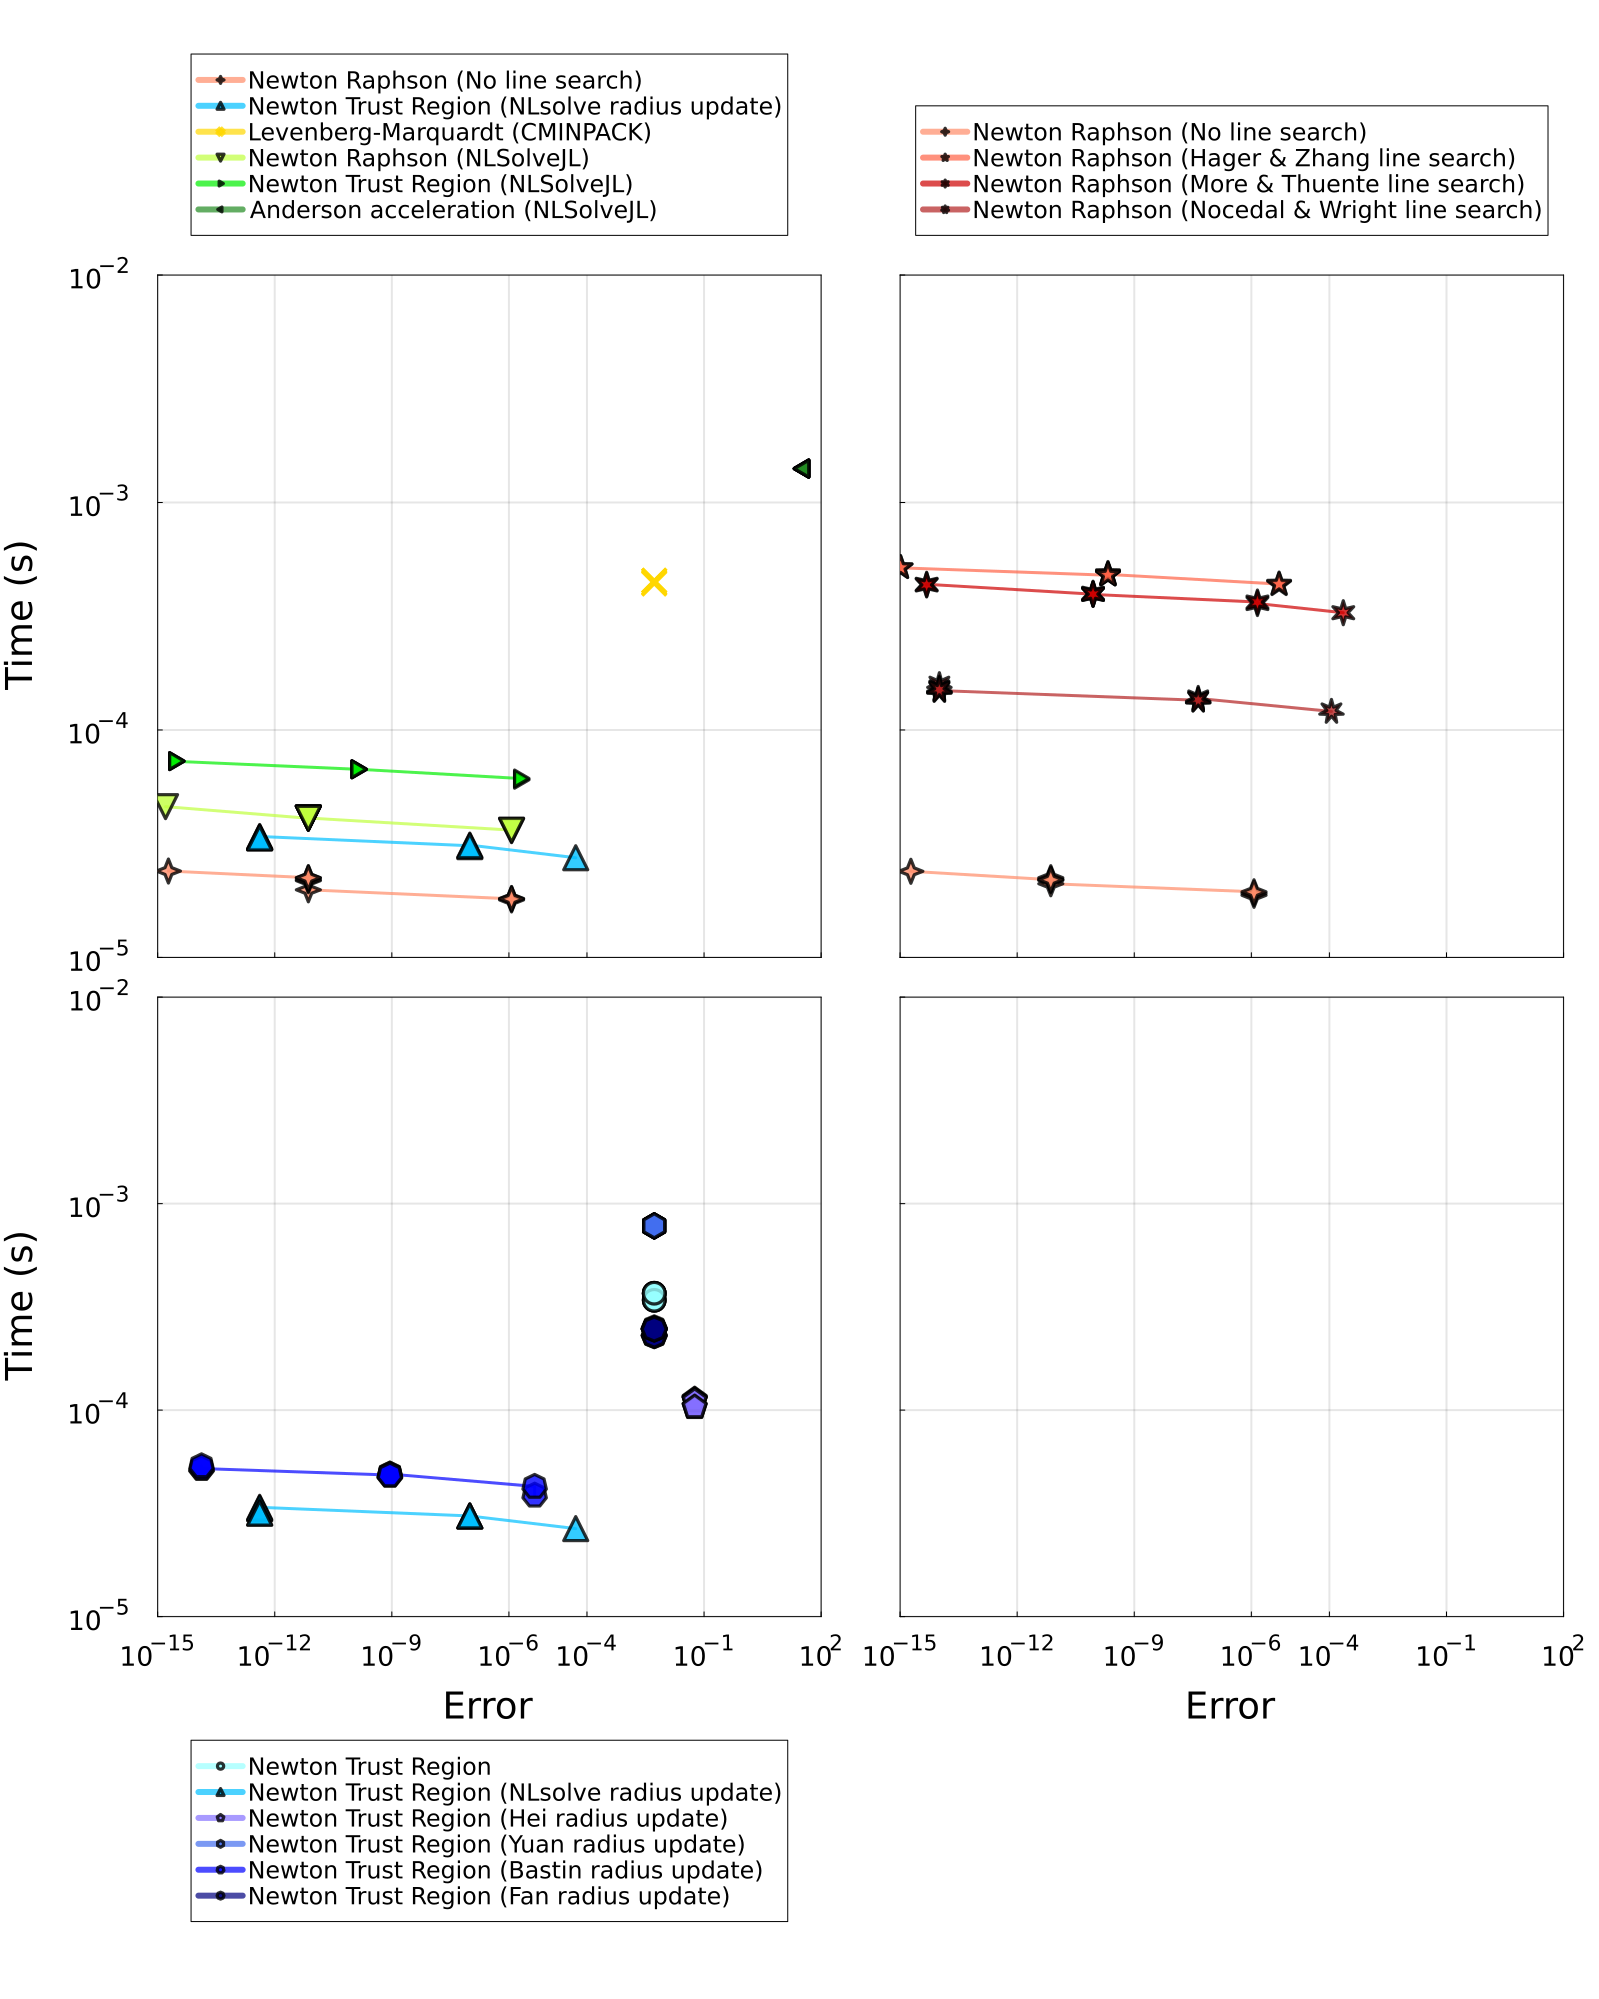 Newton Raphson (No line search)
Newton Trust Region (NLsolve radius update)
Levenberg-Marquardt (CMINPACK)
Newton Raphson (NLSolveJL)
Newton Trust Region (NLSolveJL)
Anderson acceleration (NLSolveJL)
Newton Raphson (No line search)
Newton Raphson (Hager & Zhang line search)
Newton Raphson (More & Thuente line search)
Newton Raphson (Nocedal & Wright line search)
10⁻²
10⁻³
10⁻⁴
10⁻⁵
Time (s)
10⁻²
10⁻³
10⁻⁴
10⁻⁵
Time (s)
10⁻¹⁵ 10⁻¹² 10⁻⁹ 10⁻⁶ 10⁻⁴ 10⁻¹ 10²
Error
10⁻¹⁵ 10⁻¹² 10⁻⁹ 10⁻⁶ 10⁻⁴ 10⁻¹ 10²
Error
Newton Trust Region
Newton Trust Region (NLsolve radius update)
Newton Trust Region (Hei radius update)
Newton Trust Region (Yuan radius update)
Newton Trust Region (Bastin radius update)
Newton Trust Region (Fan radius update)